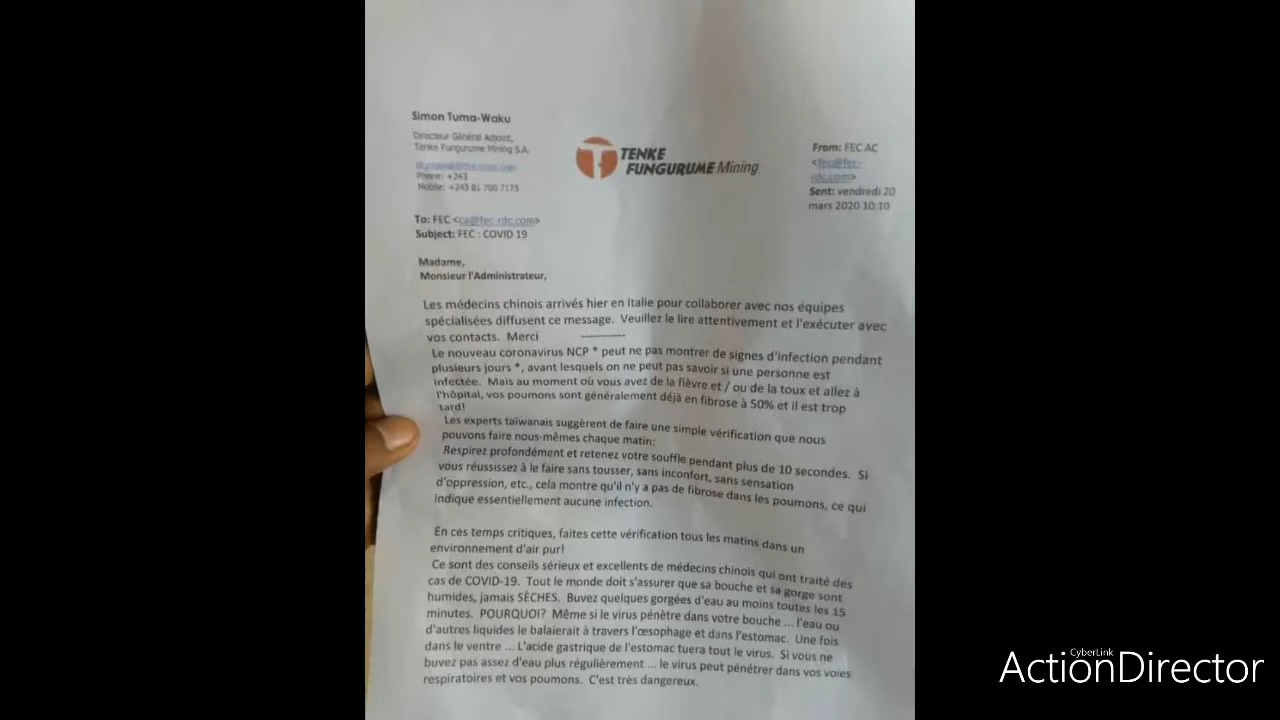 Simon Tuma-Waku
Directeur Général Adjoint,
Tenke Fungurume Mining S.A.
Phone: +243
Mobile: +243 81 700 7173
TENKE
FUNGURUME Mining
From: FEC AC
<fec@fec-
rdc.com>
Sent: vendredi 20
mars 2020 10:10
To: FEC <ca@fec-rdc.com>
Subject: FEC : COVID 19
Madame,
Monsieur l'Administrateur,
Les médecins chinois arrivés hier en Italie pour collaborer avec nos équipes
spécialisées diffusent ce message. Veuillez le lire attentivement et l'exécuter avec
vos contacts. Merci ------------
Le nouveau coronavirus NCP * peut ne pas montrer de signes d'infection pendant
plusieurs jours *, avant lesquels on ne peut pas savoir si une personne est
infectée. Mais au moment où vous avez de la fièvre et / ou de la toux et allez à
l'hôpital, vos poumons sont généralement déjà en fibrose à 50% et il est trop
tard!
Les experts taïwanais suggèrent de faire une simple vérification que nous
pouvons faire nous-mêmes chaque matin:
Respirez profondément et retenez votre souffle pendant plus de 10 secondes. Si
vous réussissez à le faire sans tousser, sans inconfort, sans sensation
d'oppression, etc., cela montre qu'il n'y a pas de fibrose dans les poumons, ce qui
indique essentiellement aucune infection.
En ces temps critiques, faites cette vérification tous les matins dans un
environnement d'air pur!
Ce sont des conseils sérieux et excellents de médecins chinois qui ont traité des
cas de COVID-19. Tout le monde doit s'assurer que sa bouche et sa gorge sont
humides, jamais SÈCHES. Buvez quelques gorgées d'eau au moins toutes les 15
minutes. POURQUOI? Même si le virus pénètre dans votre bouche ... l'eau ou
d'autres liquides le balaierait à travers l'œsophage et dans l'estomac. Une fois
dans le ventre ... L'acide gastrique de l'estomac tuera tout le virus. Si vous ne
buvez pas assez d'eau plus régulièrement ... le virus peut pénétrer dans vos voies
respiratoires et vos poumons. C'est très dangereux.
CyberLink
ActionDirector